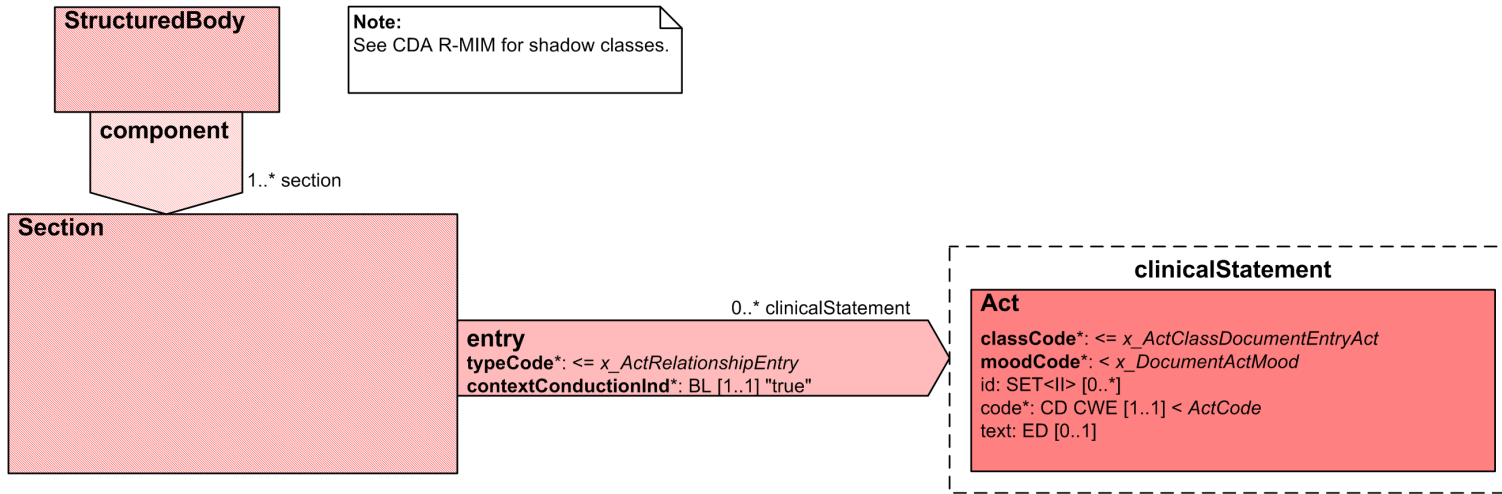 StructuredBody
Note:
See CDA R-MIM for shadow classes.
component
1..* section
Section
clinicalStatement
0..* clinicalStatement
Act
entry
typeCode*: <= x_ActRelationshipEntry
contextConductionInd*: BL [1..1] "true"
classCode*: <= x_ActClassDocumentEntryAct
moodCode*: < x_DocumentActMood
id: SET<II> [0..*]
code*: CD CWE [1..1] < ActCode
text: ED [0..1]